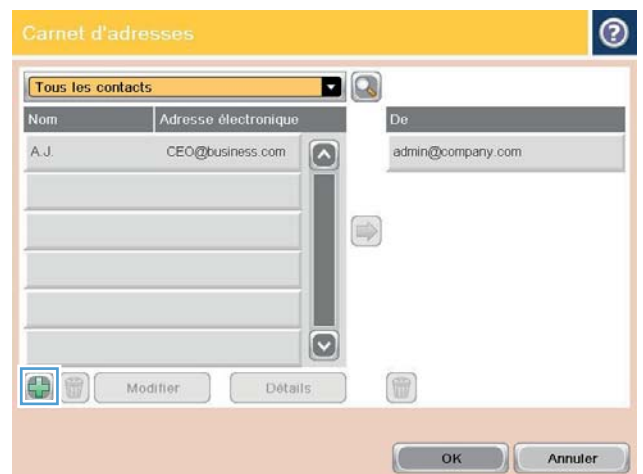 Carnet d'adresses
Tous les contacts
Nom Adresse électronique De
A.J. CEO@business.com admin@company.com
Modifier Détails
OK Annuler